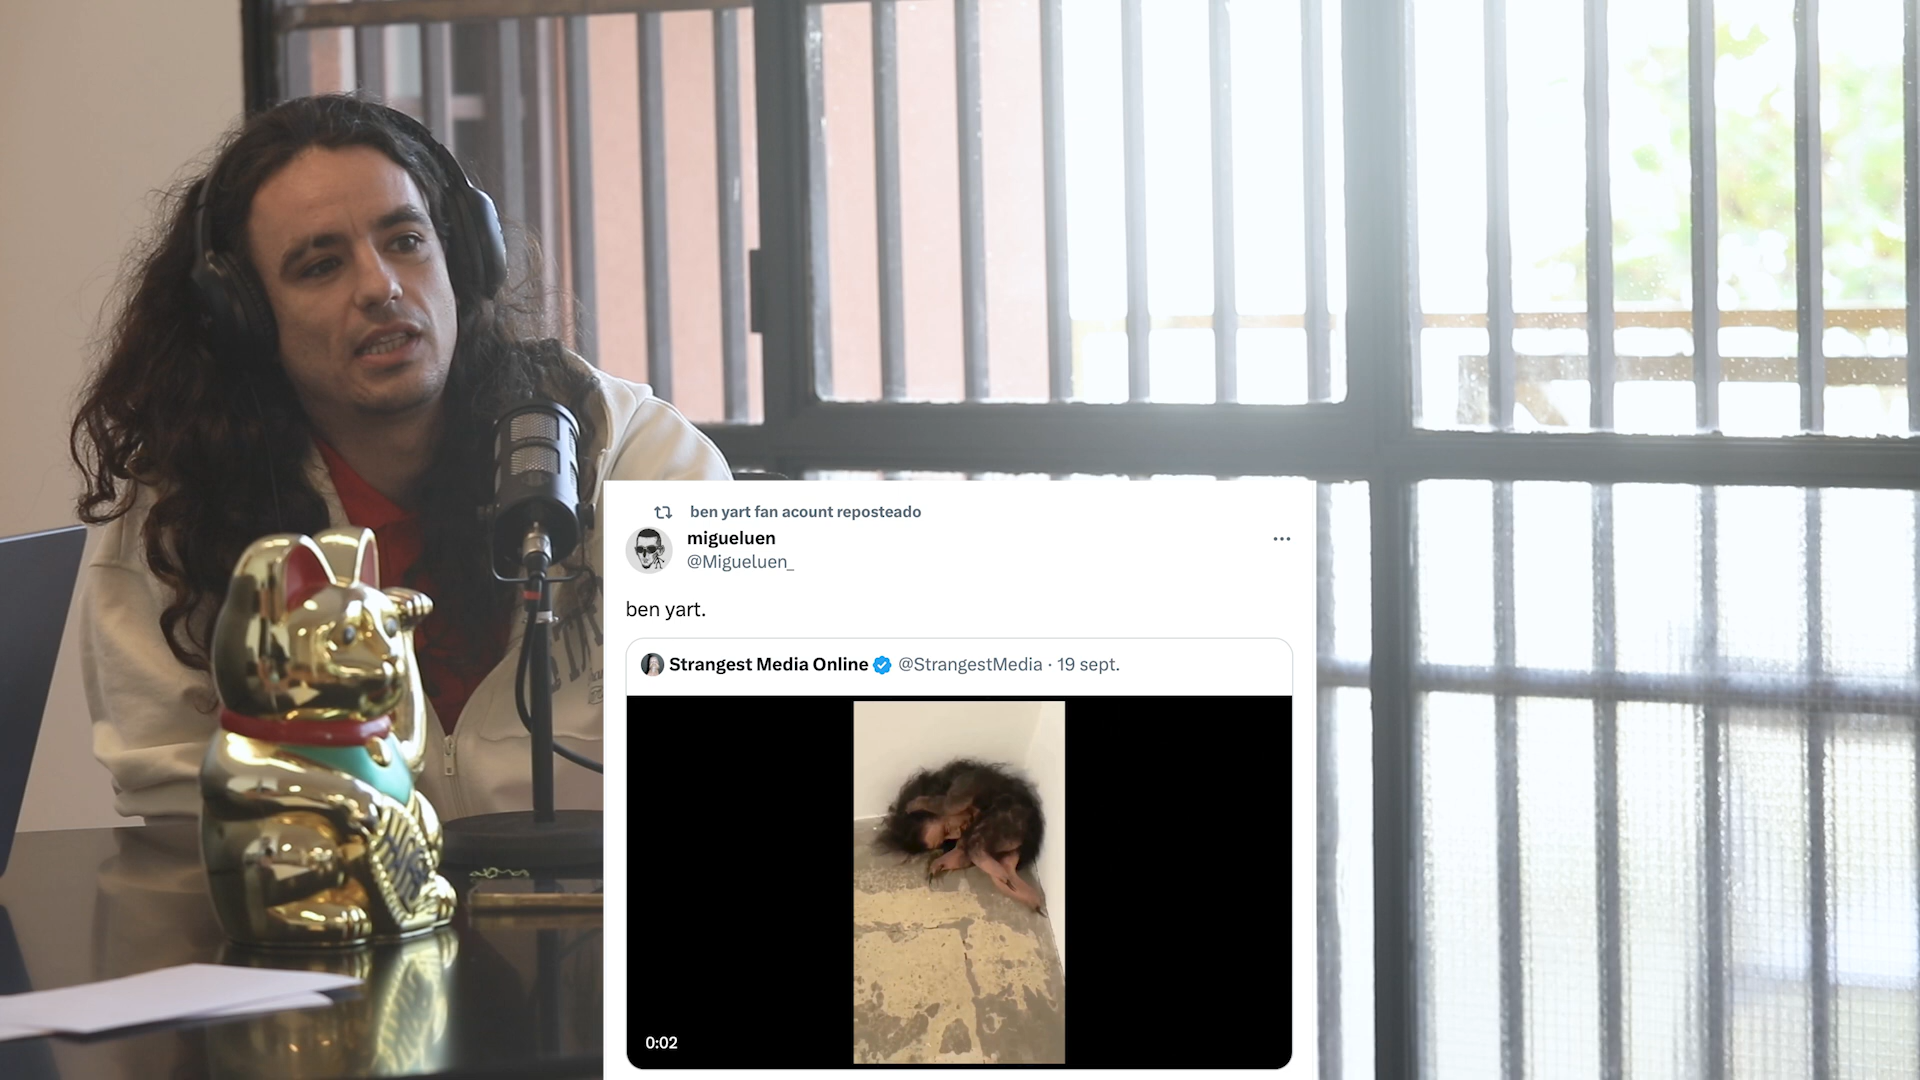 ben yart fan acount reposteado
migueluen
@Migueluen_
ben yart.
Strangest Media Online @StrangestMedia · 19 sept.
0:02